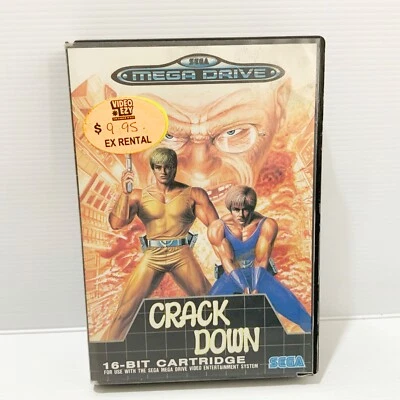 SEGA
MEGA DRIVE
VIDEO
EZY
$ 9.95.
EX RENTAL
CRACK
DOWN
16-BIT CARTRIDGE
FOR USE WITH THE SEGA MEGA DRIVE VIDEO ENTERTAINMENT SYSTEM
SEGA